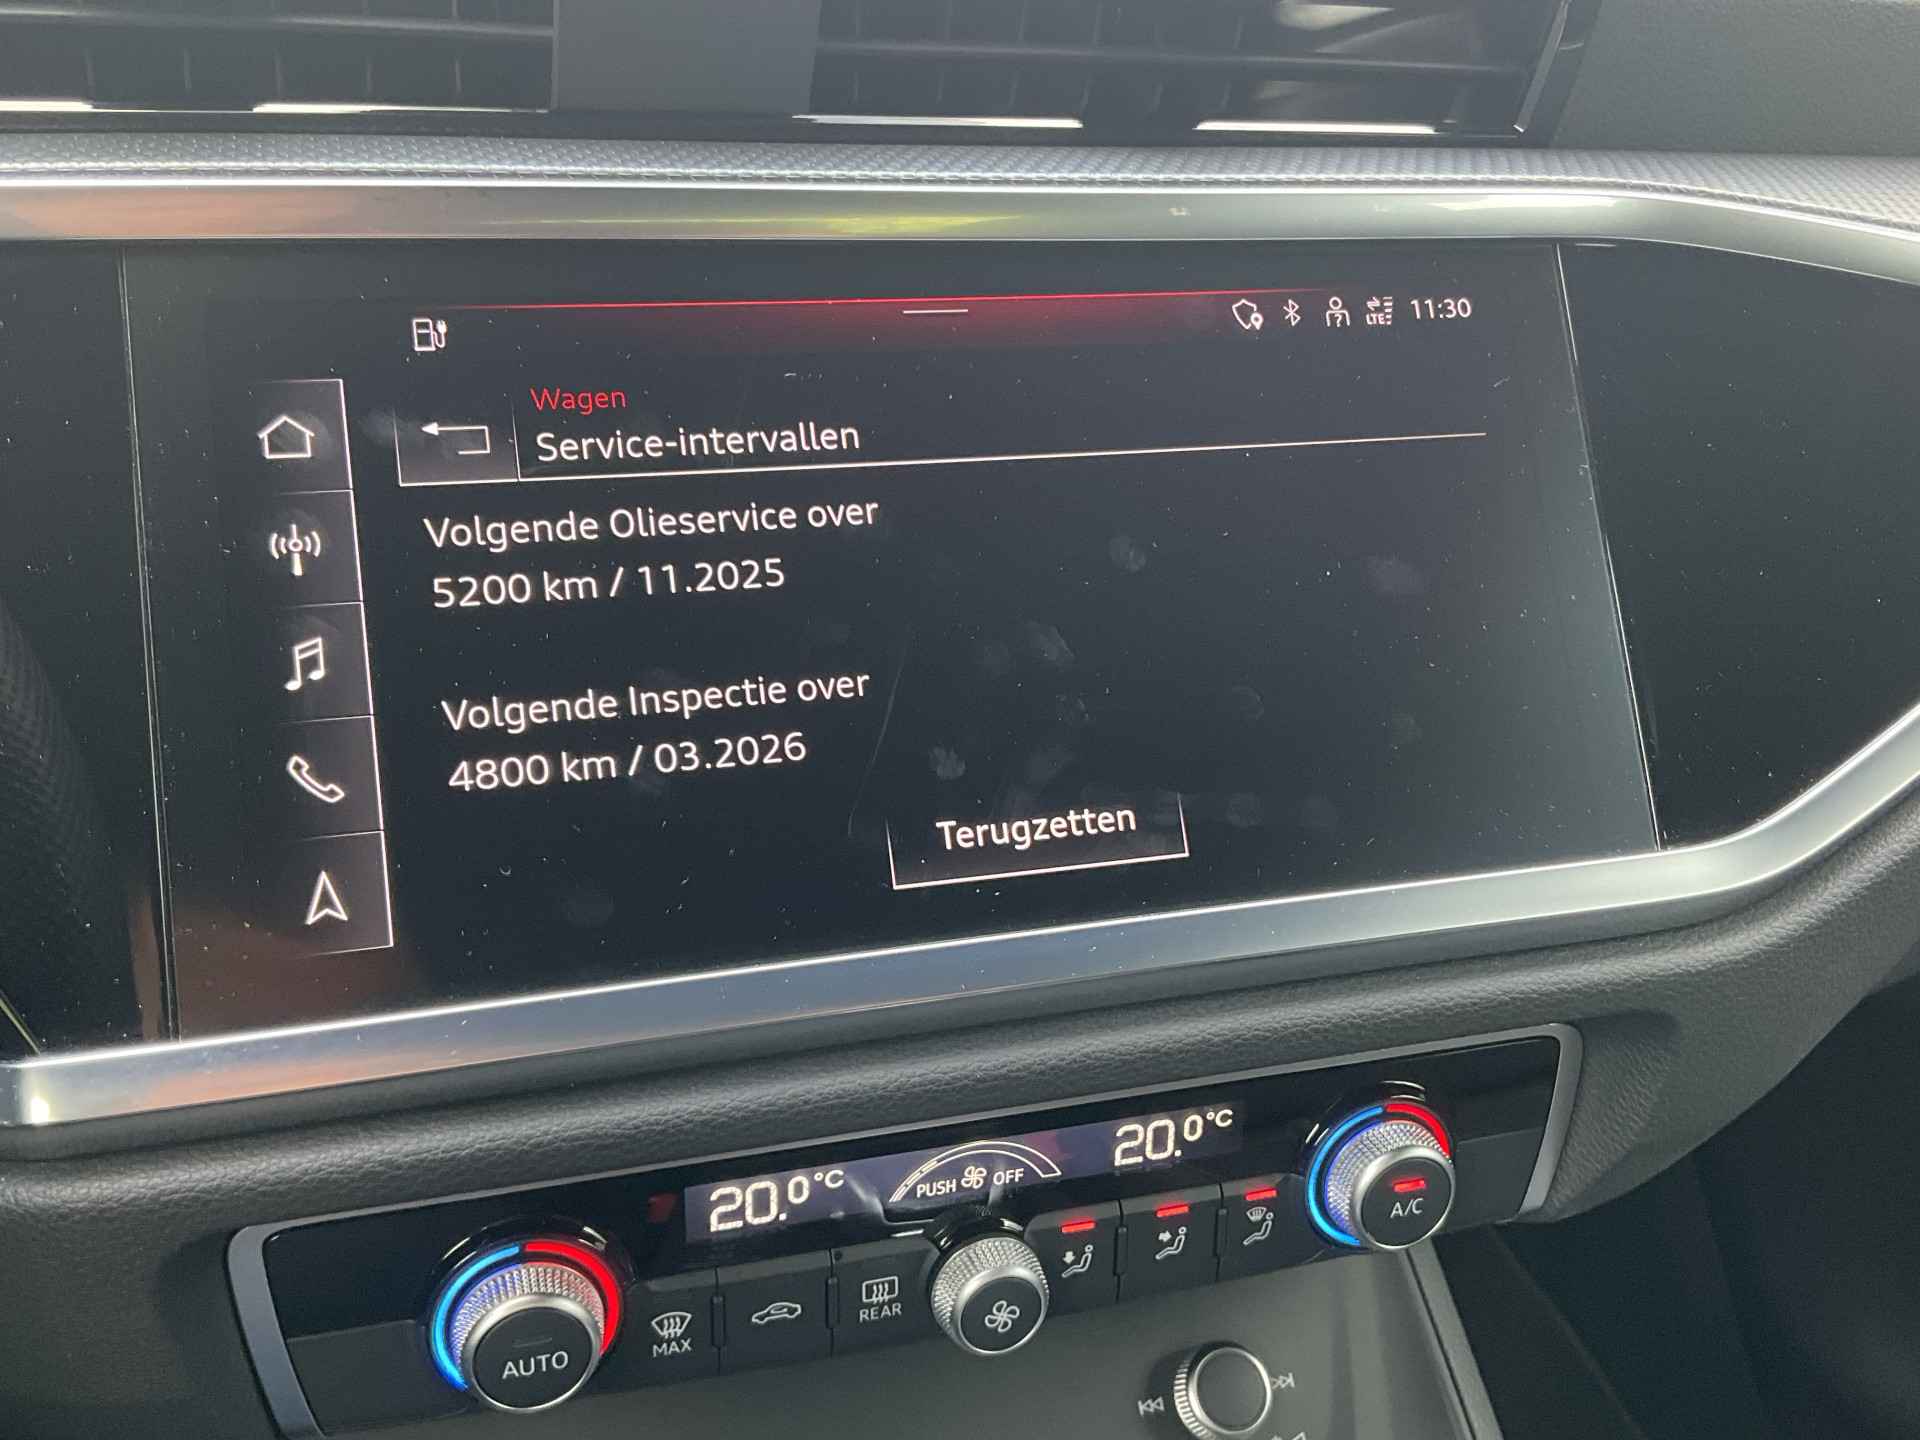 LTE 11:30
Wagen
Service-intervallen
Volgende Olieservice over
5200 km / 11.2025
Volgende Inspectie over
4800 km / 03.2026
Terugzetten
20.0°C
PUSH OFF
20.0°C
AUTO
MAX
REAR
A/C